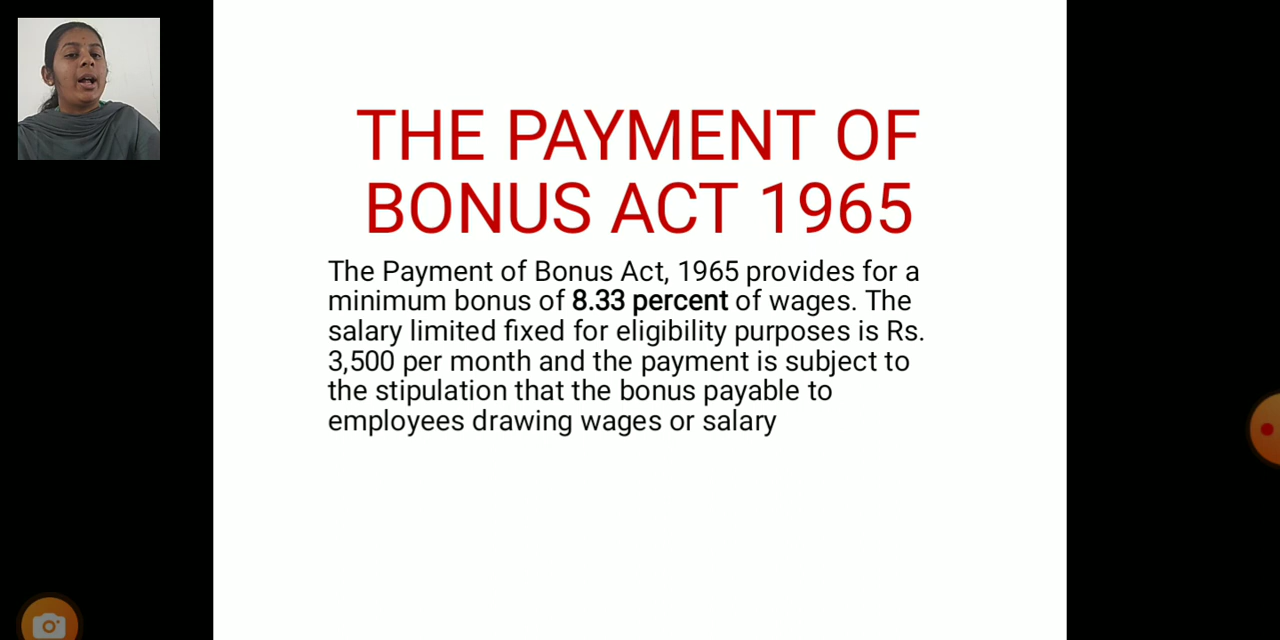 THE PAYMENT OF
BONUS ACT 1965
The Payment of Bonus Act, 1965 provides for a
minimum bonus of 8.33 percent of wages. The
salary limited fixed for eligibility purposes is Rs.
3,500 per month and the payment is subject to
the stipulation that the bonus payable to
employees drawing wages or salary